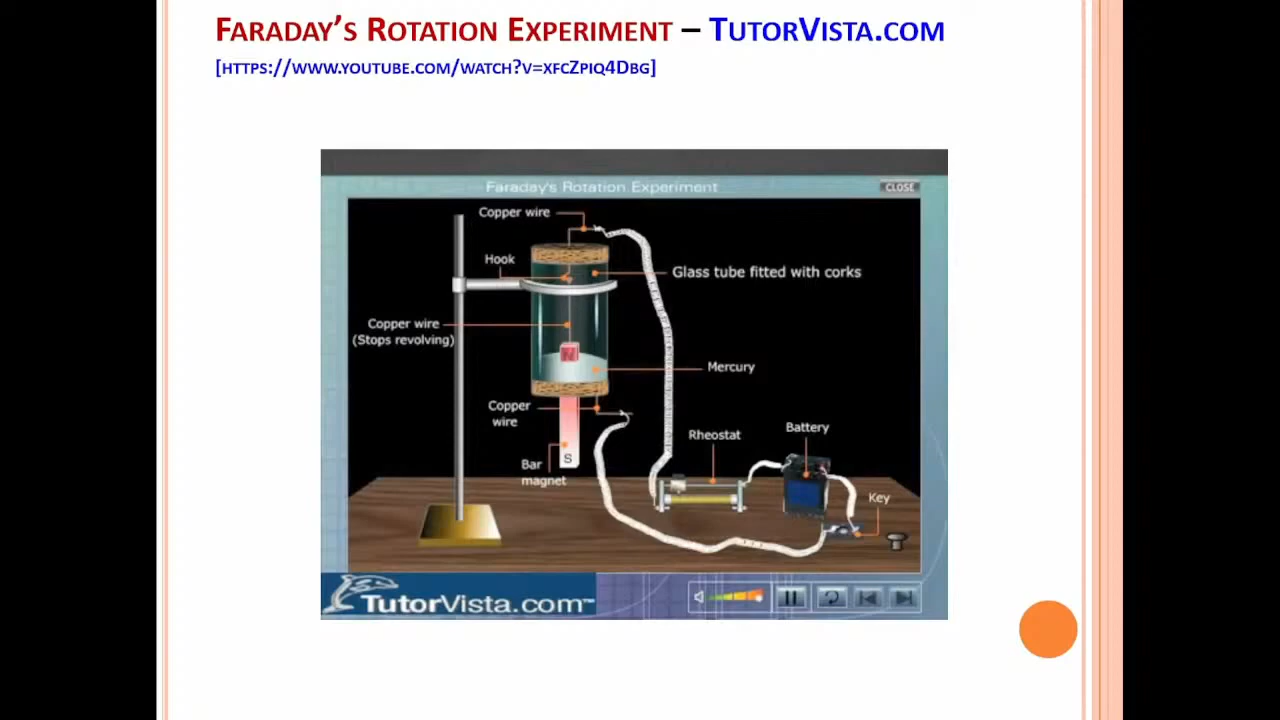 FARADAY'S ROTATION EXPERIMENT – TUTORVISTA.COM
[HTTPS://WWW.YOUTUBE.COM/WATCH?V=XFCZPIQ4DBG]
Faraday's Rotation Experiment
CLOSE
Copper wire
Hook
Glass tube fitted with corks
Copper wire
(Stops revolving)
N
Mercury
Copper
wire
Battery
Rheostat
S
Bar
magnet
Key
TutorVista.com™